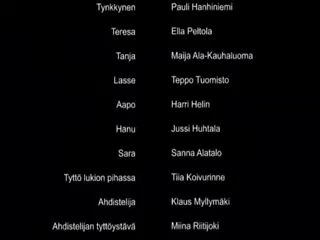 Tynkkynen Pauli Hanhiniemi
Teresa Ella Peltola
Tanja Maija Ala-Kauhaluoma
Lasse Teppo Tuomisto
Aapo Harri Helin
Hanu Jussi Huhtala
Sara Sanna Alatalo
Tyttö lukion pihassa Tiia Koivurinne
Ahdistelija Klaus Myllymäki
Ahdistelijan tyttöystävä Miina Riitijoki